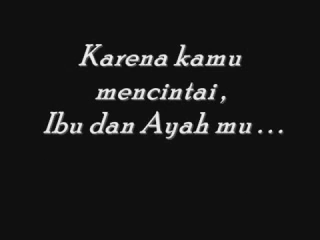 Karena kamu
mencintai ,
Ibu dan Ayah mu . . .